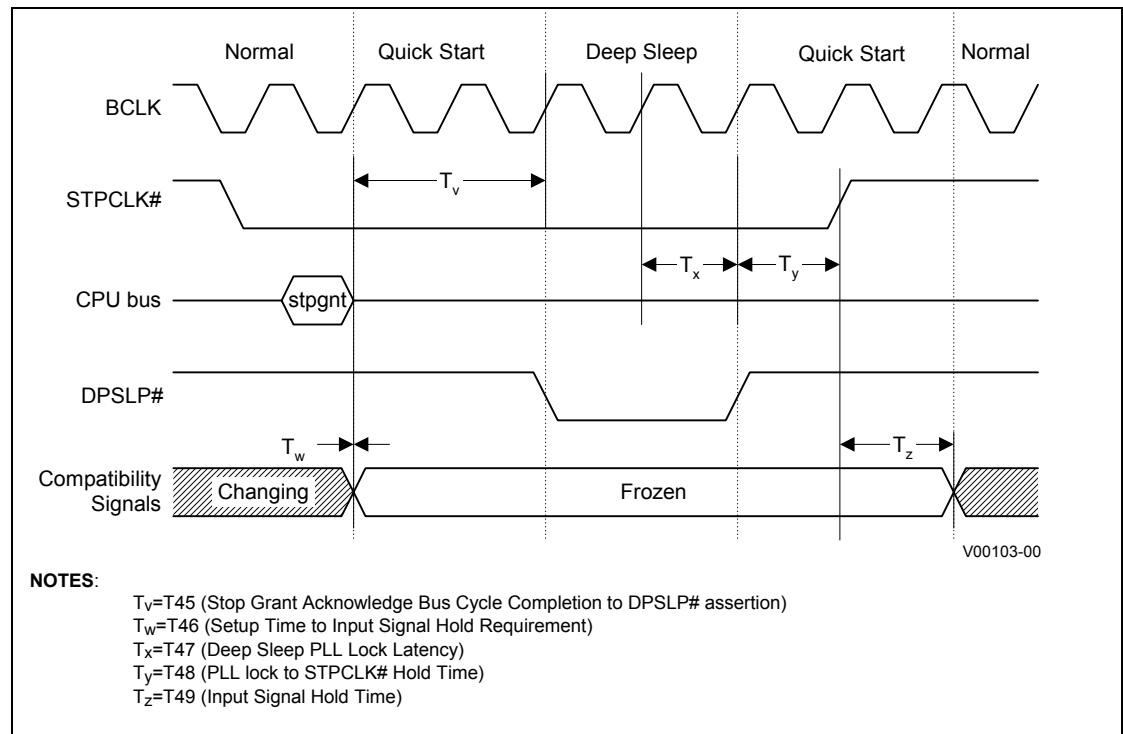 Normal Quick Start Deep Sleep Quick Start Normal
BCLK
STPCLK#
Tv
Tx Ty
CPU bus stpgnt
DPSLP#
Tw Tz
Compatibility
Signals
Changing Frozen
V00103-00
NOTES:
Tv=T45 (Stop Grant Acknowledge Bus Cycle Completion to DPSLP# assertion)
Tw=T46 (Setup Time to Input Signal Hold Requirement)
Tx=T47 (Deep Sleep PLL Lock Latency)
Ty=T48 (PLL lock to STPCLK# Hold Time)
Tz=T49 (Input Signal Hold Time)